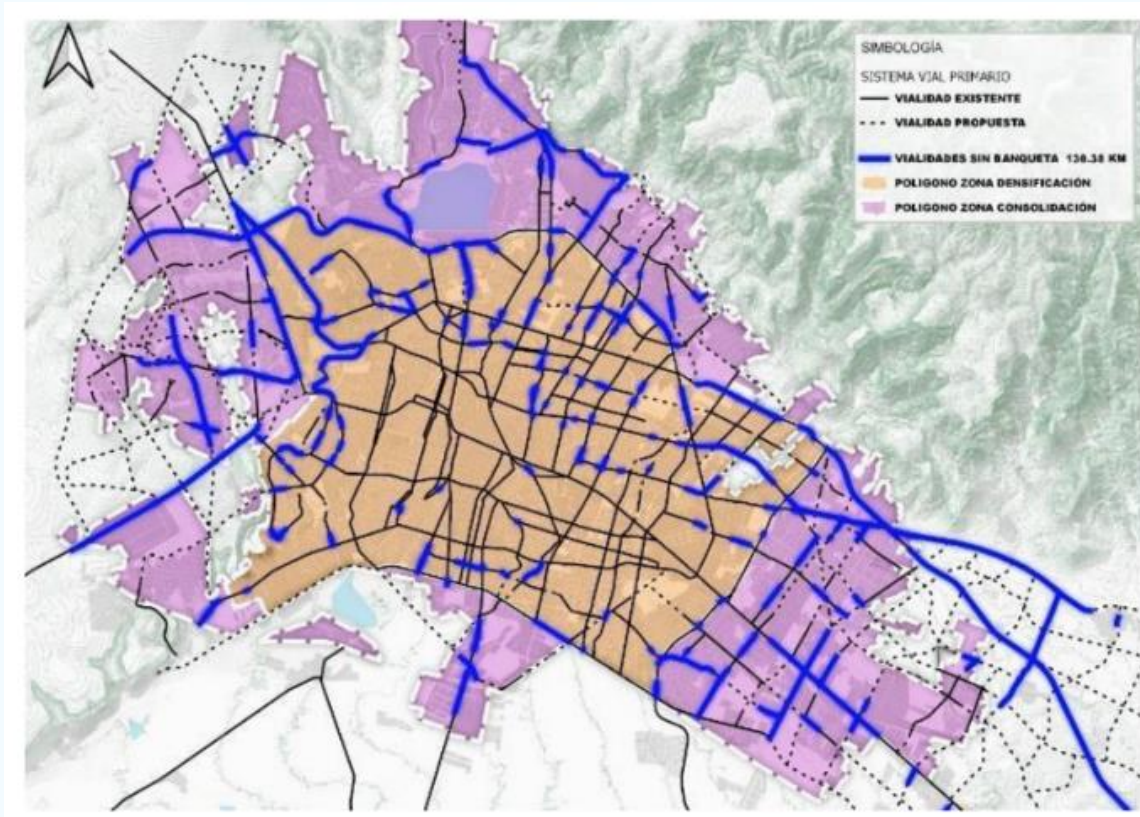 SIMBOLOGÍA
SISTEMA VIAL PRIMARIO
VIALIDAD EXISTENTE
VIALIDAD PROPUESTA
VIALIDADES SIN BANQUETA 138.38 KM
POLIGONO ZONA DENSIFICACIÓN
POLIGONO ZONA CONSOLIDACIÓN